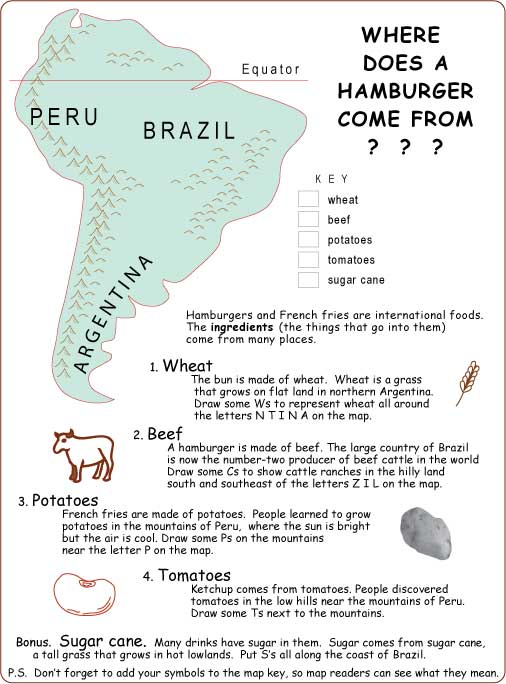 WHERE
DOES A
HAMBURGER
COME FROM
? ? ?
Equator
PERU
BRAZIL
ARGENTINA
KEY
wheat
beef
potatoes
tomatoes
sugar cane
Hamburgers and French fries are international foods.
The ingredients (the things that go into them)
come from many places.
1. Wheat
The bun is made of wheat. Wheat is a grass
that grows on flat land in northern Argentina.
Draw some Ws to represent wheat all around
the letters N T I N A on the map.
2. Beef
A hamburger is made of beef. The large country of Brazil
is now the number-two producer of beef cattle in the world
Draw some Cs to show cattle ranches in the hilly land
south and southeast of the letters Z I L on the map.
3. Potatoes
French fries are made of potatoes. People learned to grow
potatoes in the mountains of Peru, where the sun is bright
but the air is cool. Draw some Ps on the mountains
near the letter P on the map.
4. Tomatoes
Ketchup comes from tomatoes. People discovered
tomatoes in the low hills near the mountains of Peru.
Draw some Ts next to the mountains.
Bonus. Sugar cane. Many drinks have sugar in them. Sugar comes from sugar cane,
a tall grass that grows in hot lowlands. Put S's all along the coast of Brazil.
P.S. Don't forget to add your symbols to the map key, so map readers can see what they mean.